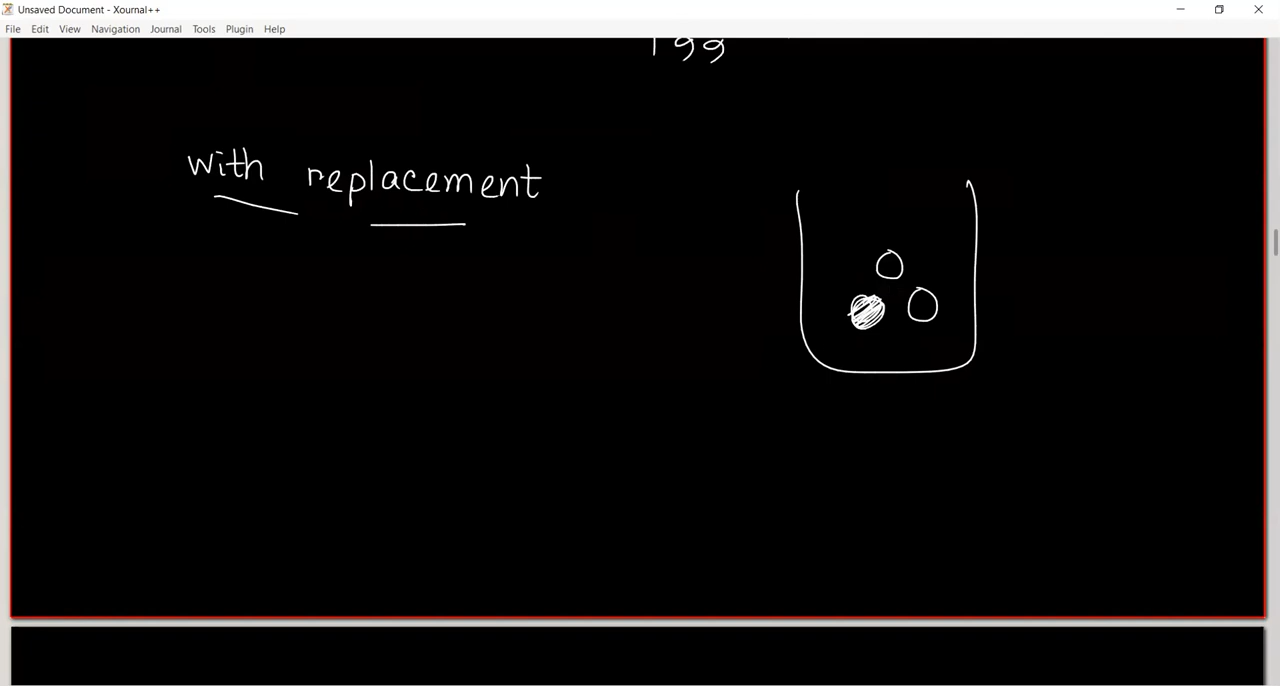 Unsaved Document - Xournal++
File Edit View Navigation Journal Tools Plugin Help
with replacement